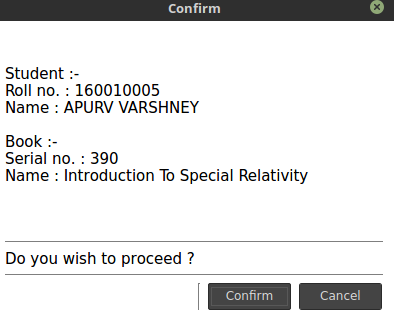 Confirm
Student :-
Roll no. : 160010005
Name : APURV VARSHNEY
Book :-
Serial no. : 390
Name : Introduction To Special Relativity
Do you wish to proceed ?
Confirm Cancel